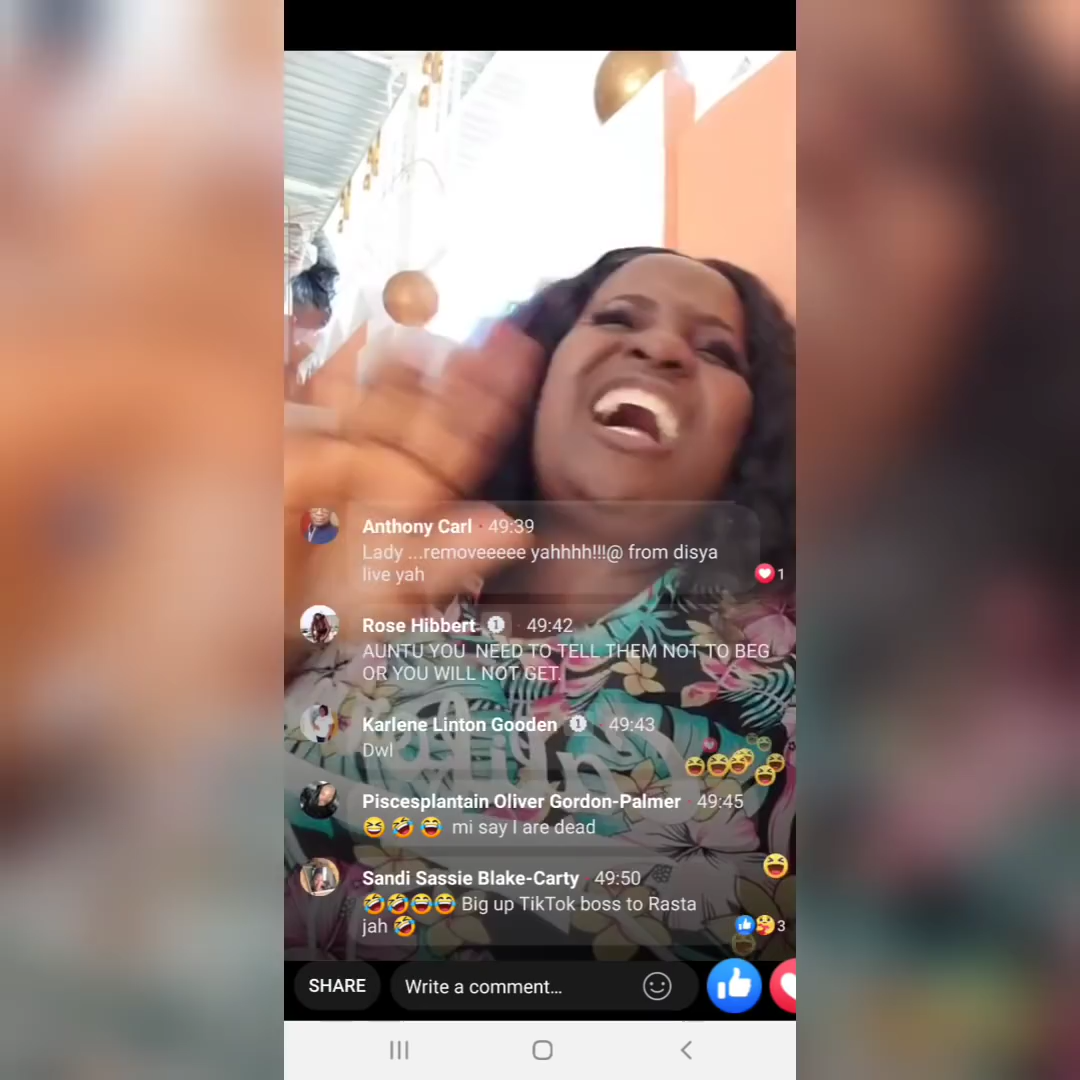 Anthony Carl · 49:39
Lady ...removeeeee yahhhh!!!@ from disya
live yah
1
Rose Hibbert 1 · 49:42
AUNTU YOU NEED TO TELL THEM NOT TO BEG
OR YOU WILL NOT GET.
Karlene Linton Gooden 1 · 49:43
Dwl
Piscesplantain Oliver Gordon-Palmer · 49:45
😆 🤣 😅 mi say I are dead
Sandi Sassie Blake-Carty · 49:50
🤣🤣😅😅 Big up TikTok boss to Rasta
jah 🤣
3
SHARE
Write a comment...